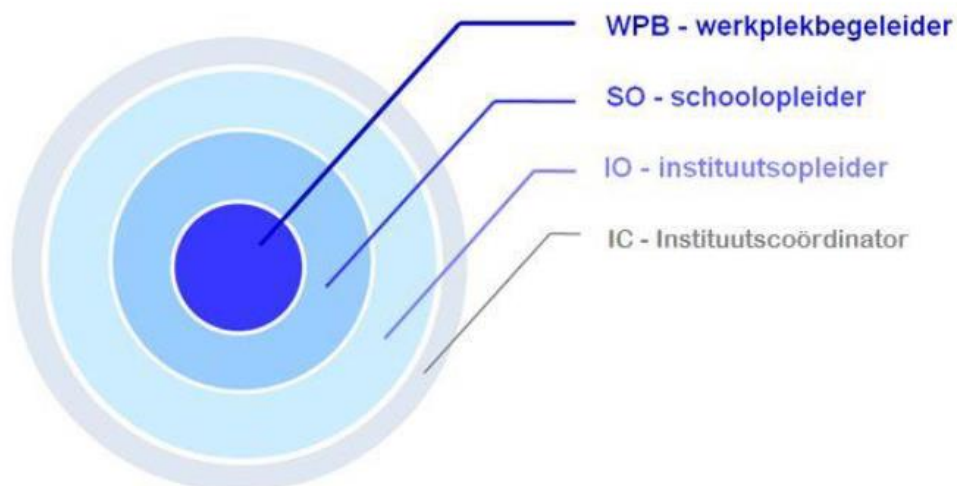 WPB - werkplekbegeleider
SO - schoolopleider
IO - instituutsopleider
IC - Instituutscoördinator